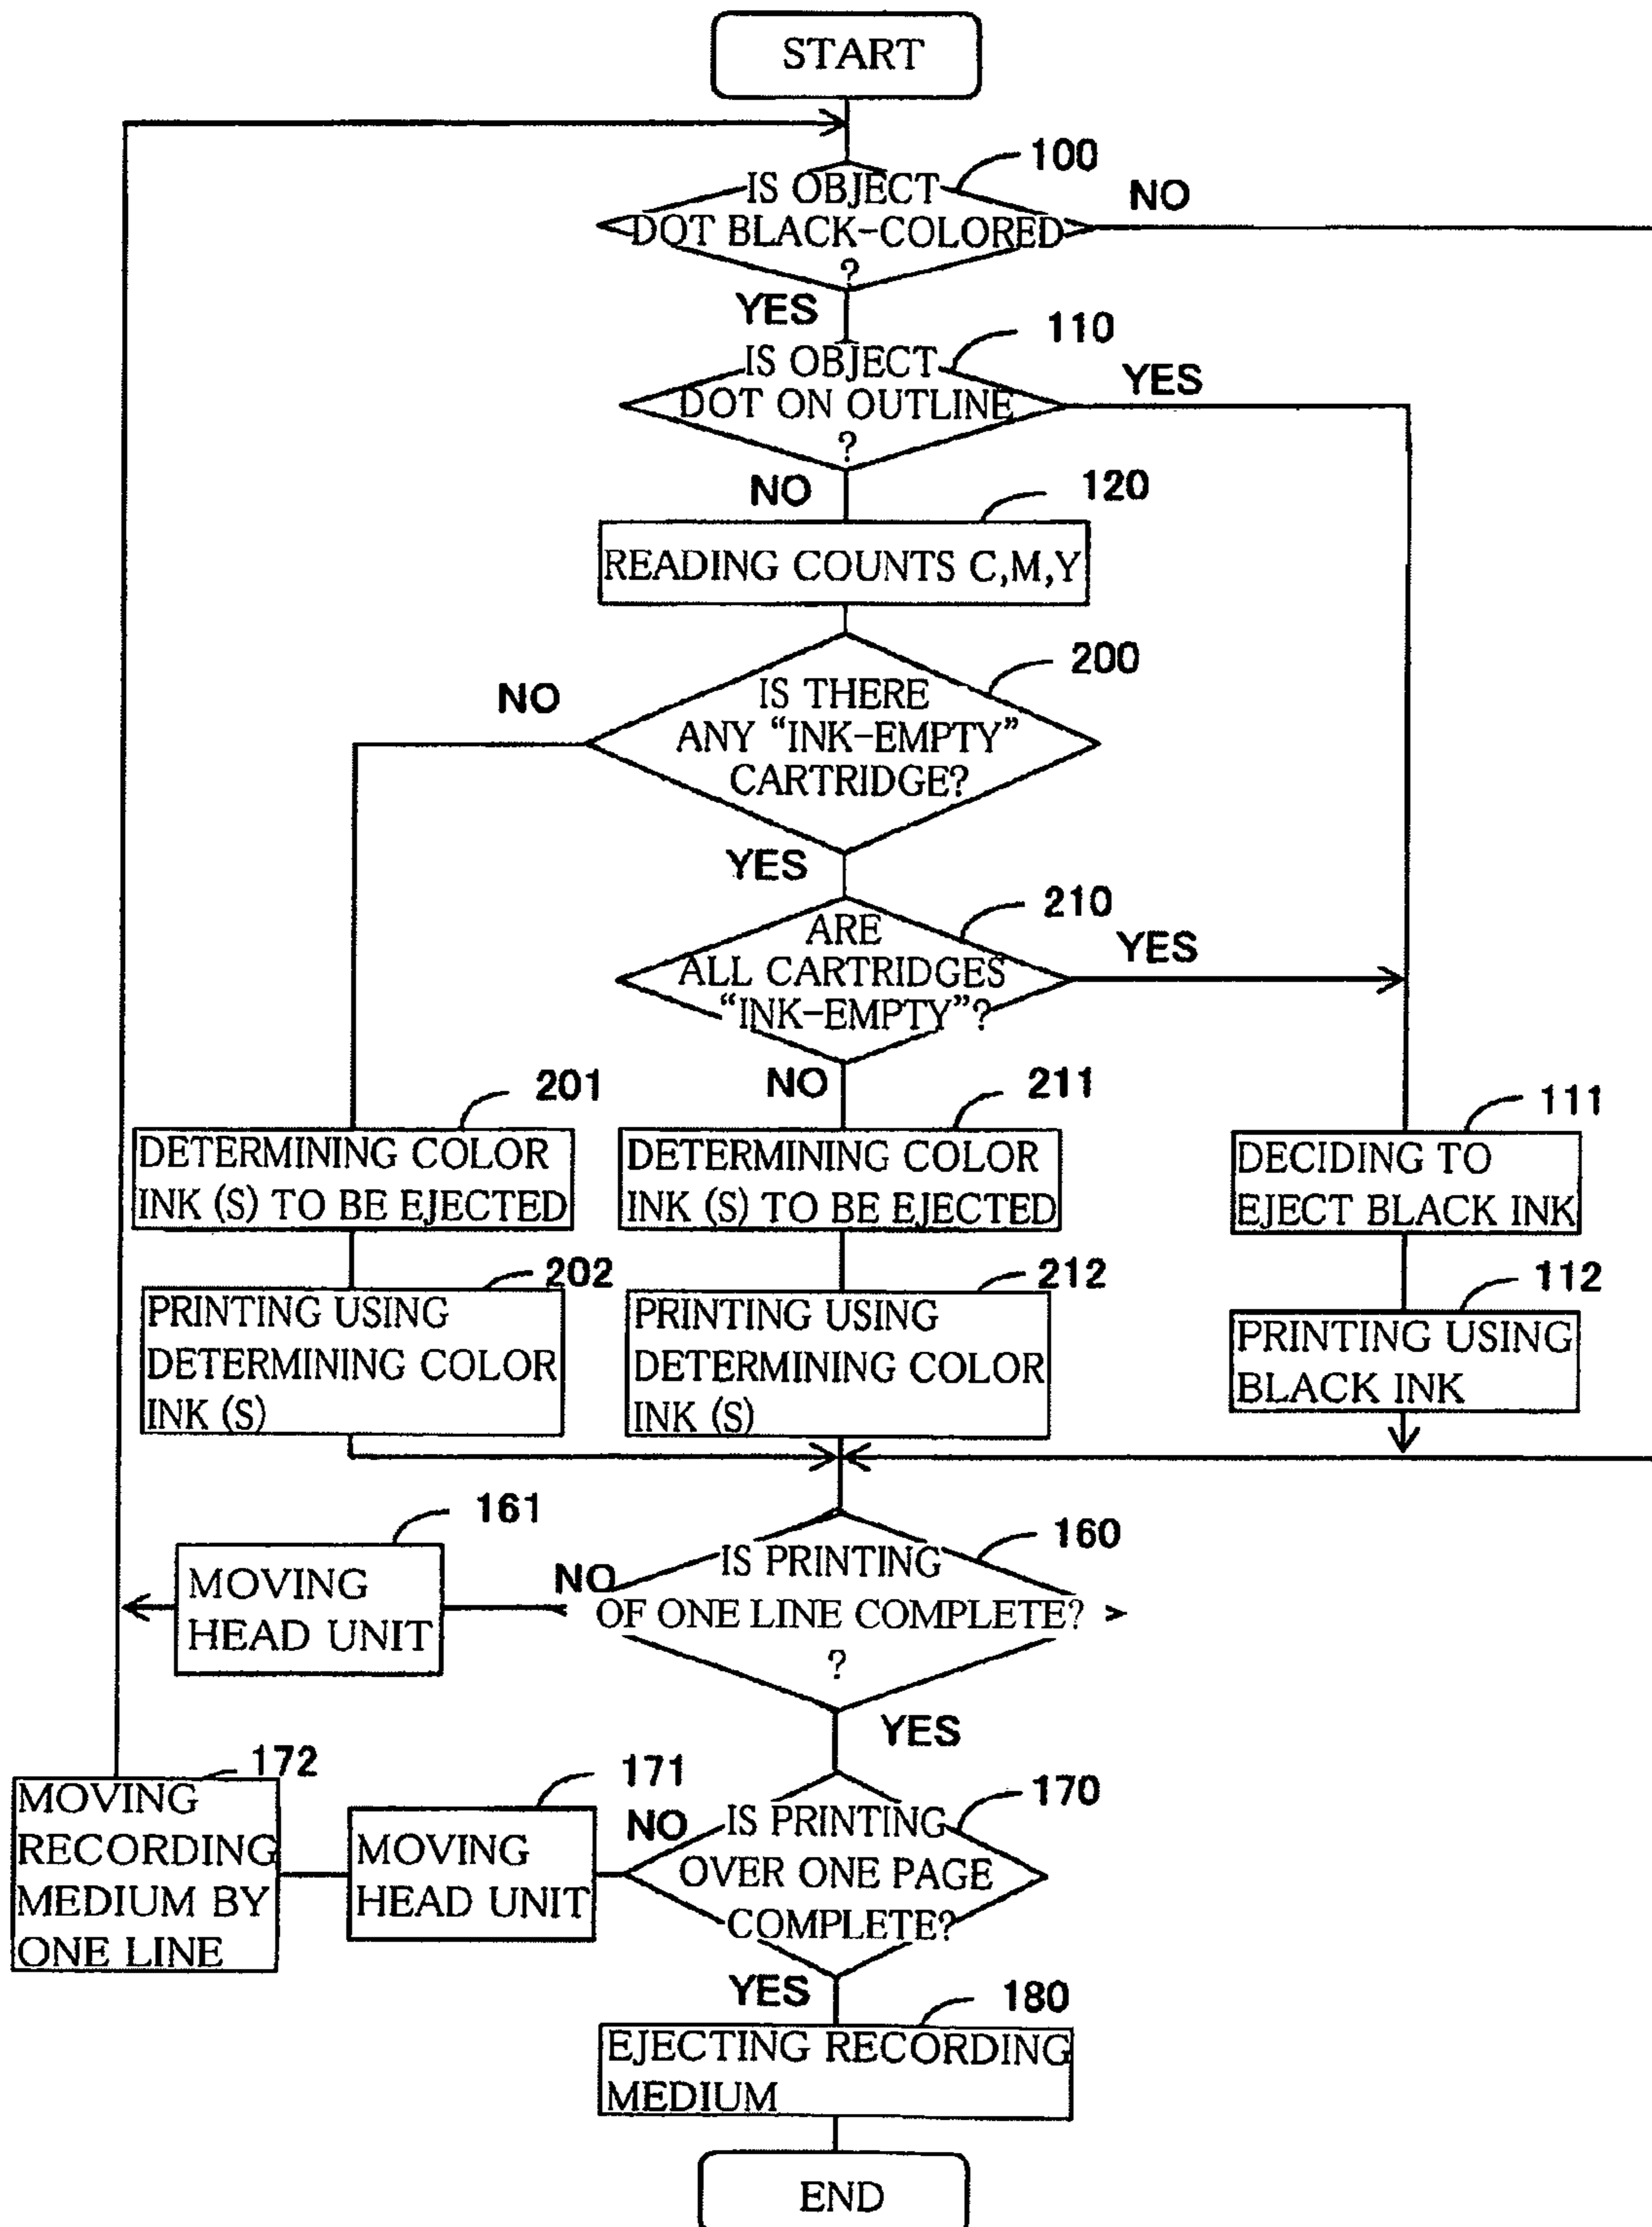 START
100
IS OBJECT
NO
DOT BLACK-COLORED
?
YES
110
IS OBJECT
YES
DOT ON OUTLINE
?
NO
120
READING COUNTS C,M,Y
200
NO
IS THERE
ANY “INK-EMPTY”
CARTRIDGE?
YES
210
ARE
YES
ALL CARTRIDGES
“INK-EMPTY”?
NO
201
DETERMINING COLOR
INK (S) TO BE EJECTED
211
DETERMINING COLOR
INK (S) TO BE EJECTED
111
DECIDING TO
EJECT BLACK INK
202
PRINTING USING
DETERMINING COLOR
INK (S)
212
PRINTING USING
DETERMINING COLOR
INK (S)
112
PRINTING USING
BLACK INK
161
MOVING
HEAD UNIT
NO
160
IS PRINTING
OF ONE LINE COMPLETE?
?
YES
172
MOVING
RECORDING
MEDIUM BY
ONE LINE
171
MOVING
HEAD UNIT
NO
170
IS PRINTING
OVER ONE PAGE
COMPLETE?
YES
180
EJECTING RECORDING
MEDIUM
END